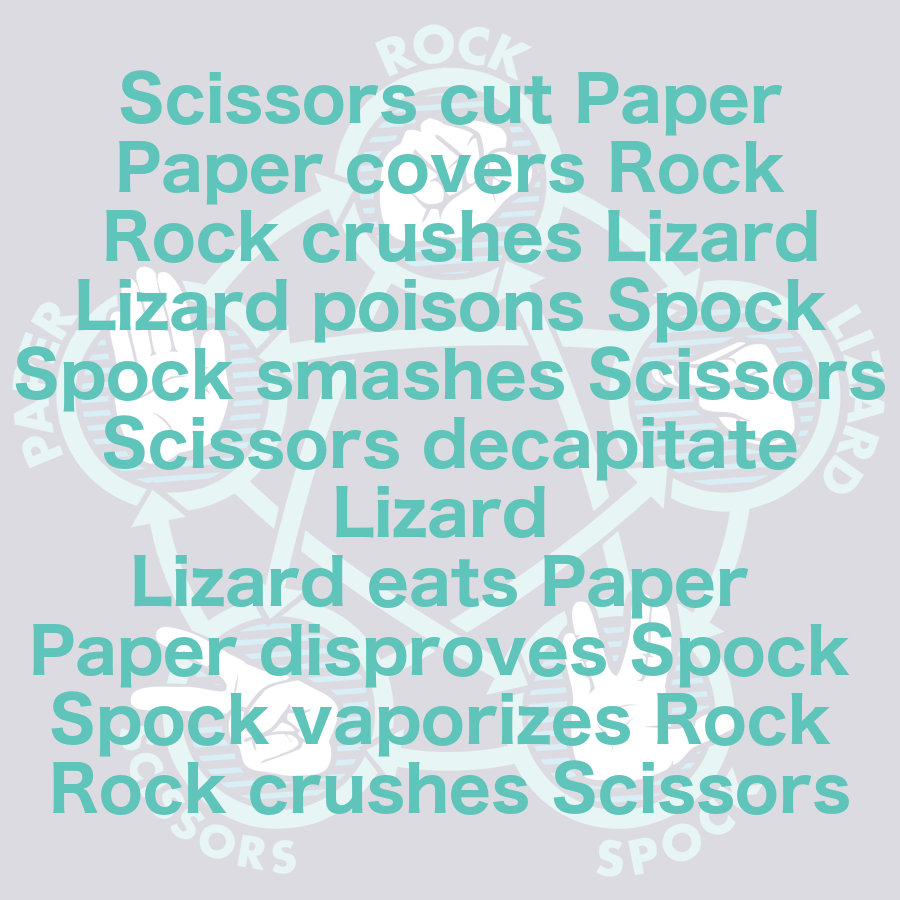 ROCK
Scissors cut Paper
Paper covers Rock
Rock crushes Lizard
Lizard poisons Spock
Spock smashes Scissors
Scissors decapitate
Lizard
Lizard eats Paper
Paper disproves Spock
Spock vaporizes Rock
Rock crushes Scissors
PAPER
LIZARD
SCISSORS
SPOCK